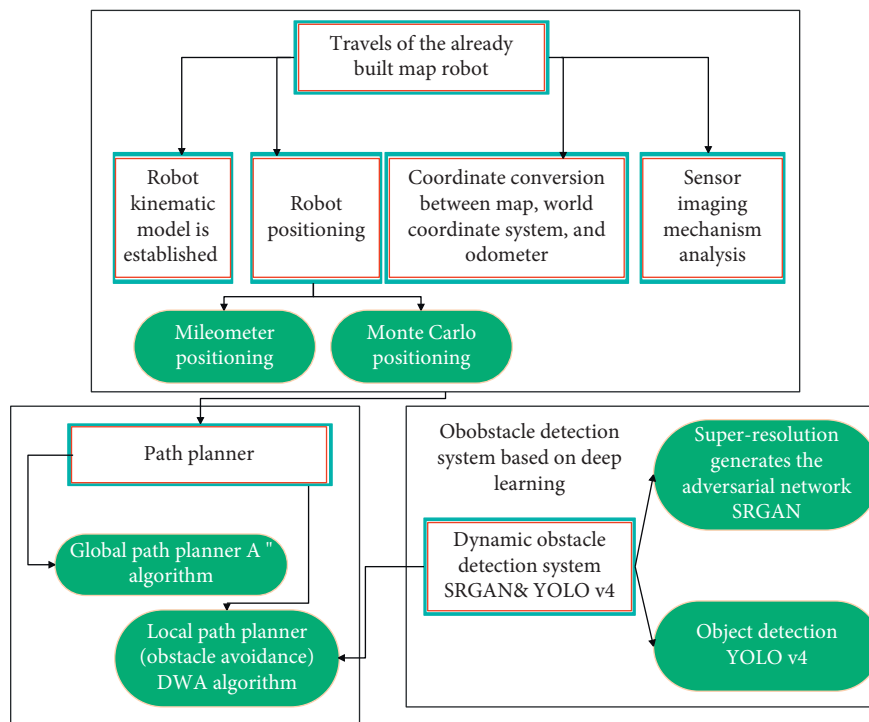 Travels of the already
built map robot
Robot
kinematic
model is
established
Robot
positioning
Coordinate conversion
between map, world
coordinate system, and
odometer
Sensor
imaging
mechanism
analysis
Mileometer
positioning
Monte Carlo
positioning
Path planner
Global path planner A "
algorithm
Local path planner
(obstacle avoidance)
DWA algorithm
Obobstacle detection
system based on deep
learning
Dynamic obstacle
detection system
SRGAN& YOLO v4
Super-resolution
generates the
adversarial network
SRGAN
Object detection
YOLO v4